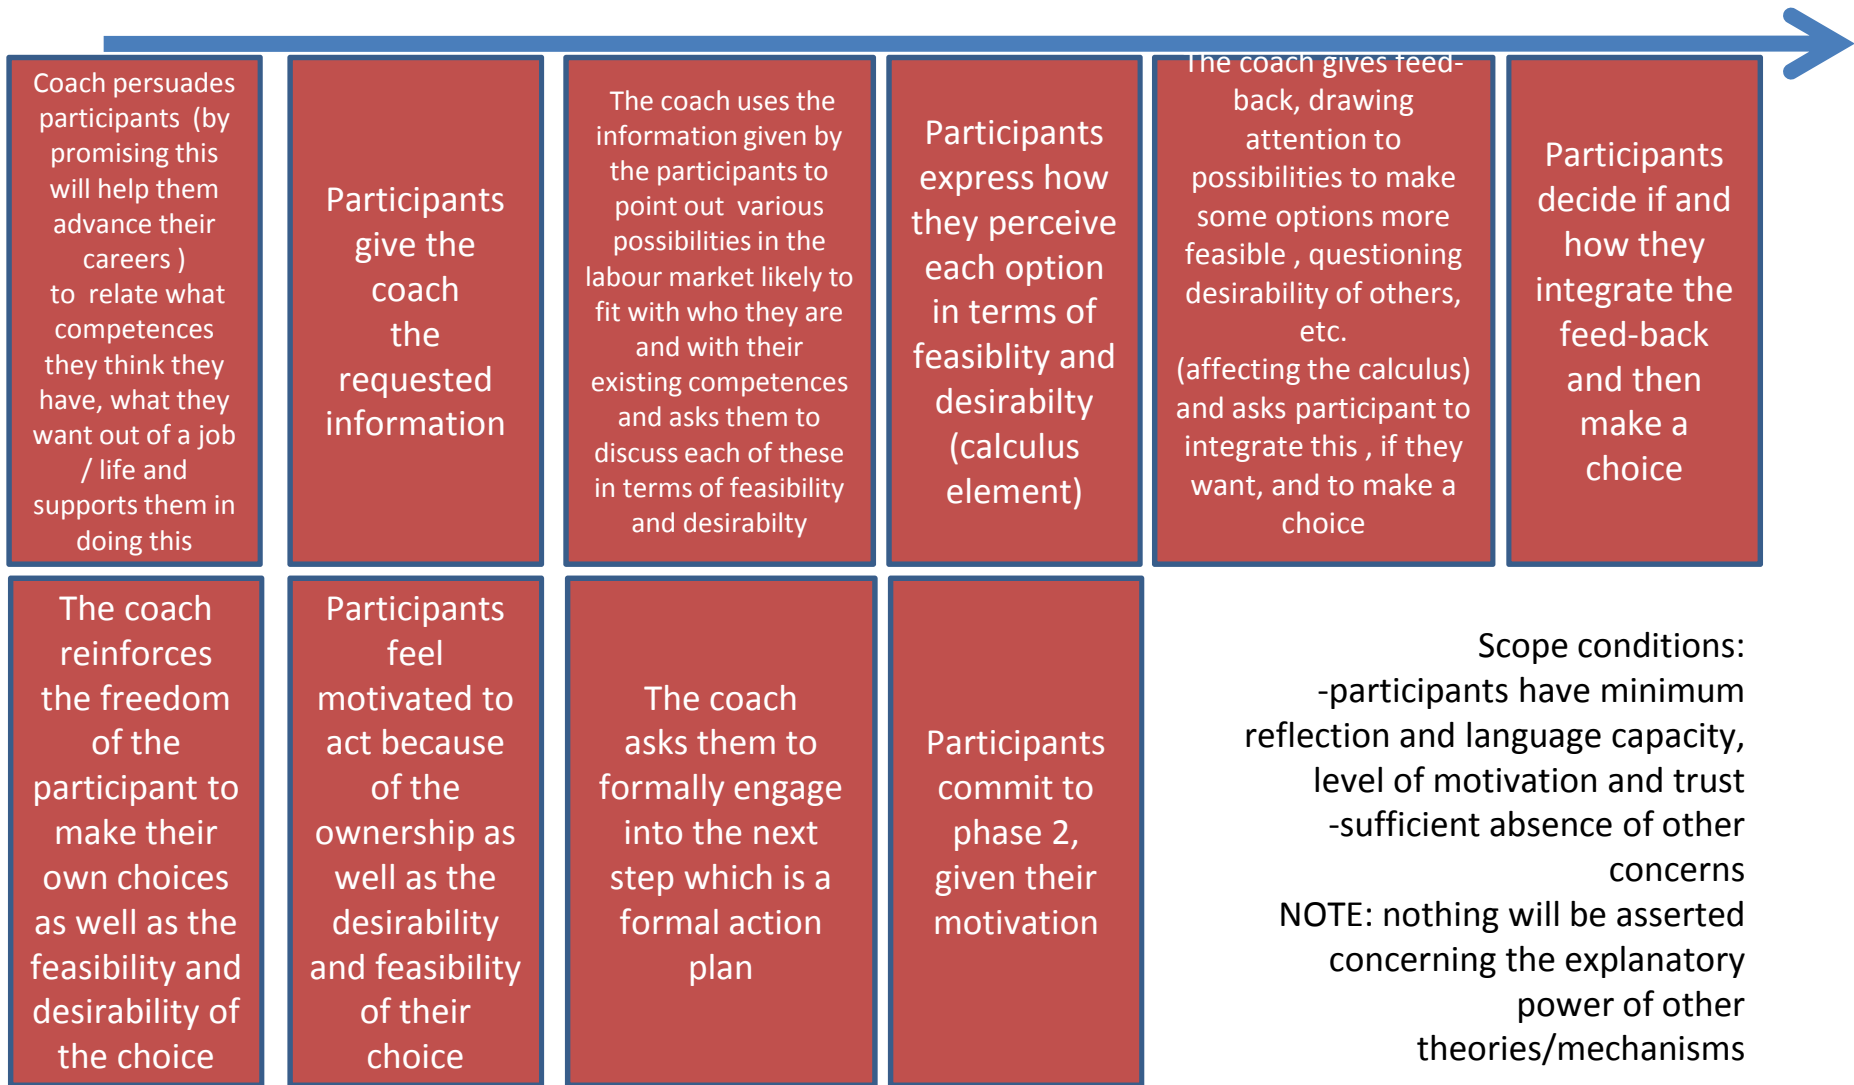 Coach persuades
participants (by
promising this
will help them
advance their
careers )
to relate what
competences
they think they
have, what they
want out of a job
/ life and
supports them in
doing this
Participants
give the
coach
the
requested
information
The coach uses the
information given by
the participants to
point out various
possibilities in the
labour market likely to
fit with who they are
and with their
existing competences
and asks them to
discuss each of these
in terms of feasibility
and desirabilty
Participants
express how
they perceive
each option
in terms of
feasiblity and
desirabilty
(calculus
element)
The coach gives feed-
back, drawing
attention to
possibilities to make
some options more
feasible , questioning
desirability of others,
etc.
(affecting the calculus)
and asks participant to
integrate this , if they
want, and to make a
choice
Participants
decide if and
how they
integrate the
feed-back
and then
make a
choice
The coach
reinforces
the freedom
of the
participant to
make their
own choices
as well as the
feasibility and
desirability of
the choice
Participants
feel
motivated to
act because
of the
ownership as
well as the
desirability
and feasibility
of their
choice
The coach
asks them to
formally engage
into the next
step which is a
formal action
plan
Participants
commit to
phase 2,
given their
motivation
Scope conditions:
-participants have minimum
reflection and language capacity,
level of motivation and trust
-sufficient absence of other
concerns
NOTE: nothing will be asserted
concerning the explanatory
power of other
theories/mechanisms